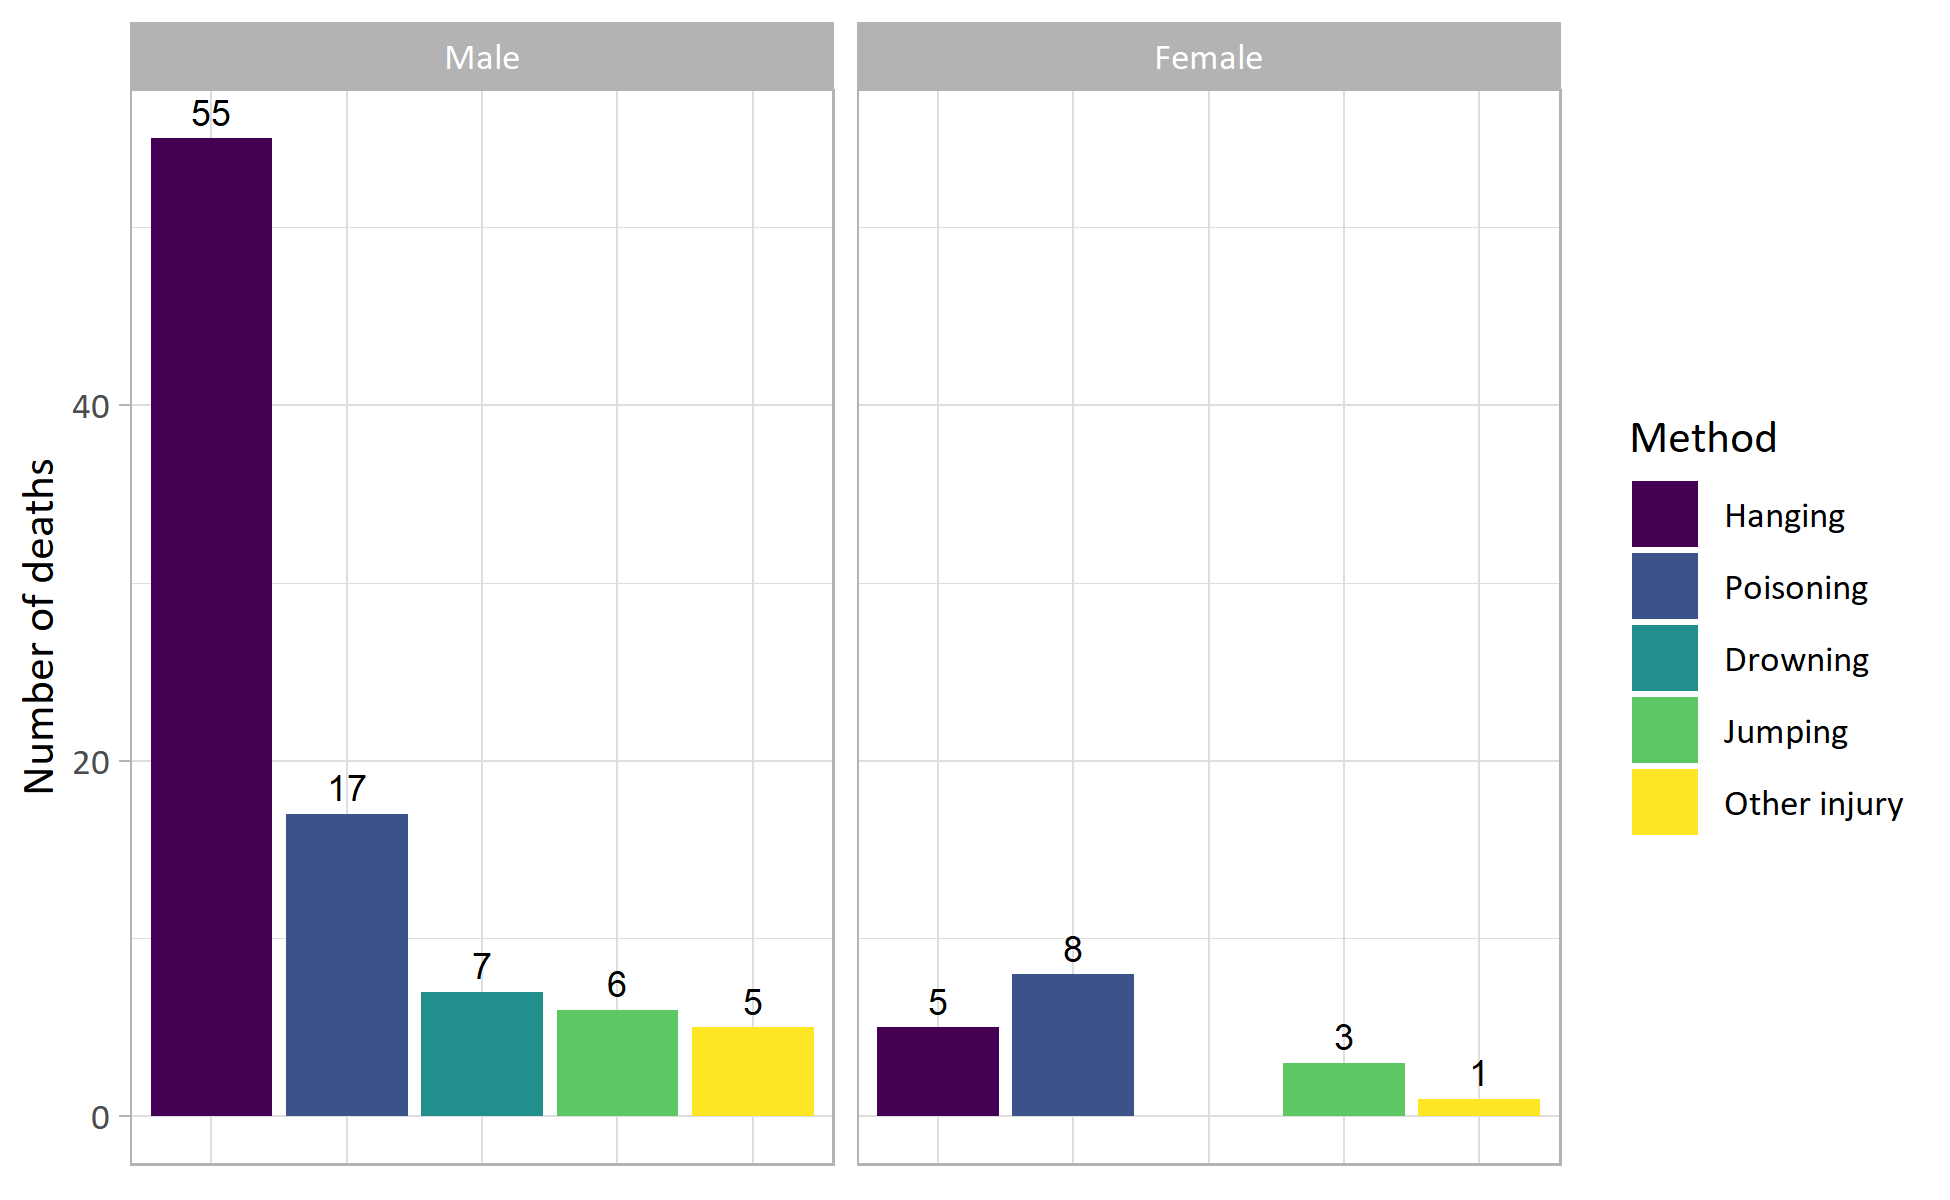 Male
Female
55
17
7
6
5
5
8
3
1
40
20
0
Number of deaths
Method
Hanging
Poisoning
Drowning
Jumping
Other injury